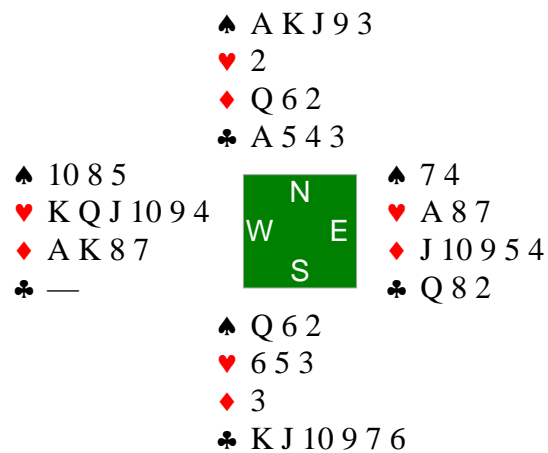 ♠ A K J 9 3
♥ 2
♦ Q 6 2
♣ A 5 4 3
♠ 10 8 5
♥ K Q J 10 9 4
♦ A K 8 7
♣ —
N
W E
S
♠ 7 4
♥ A 8 7
♦ J 10 9 5 4
♣ Q 8 2
♠ Q 6 2
♥ 6 5 3
♦ 3
♣ K J 10 9 7 6